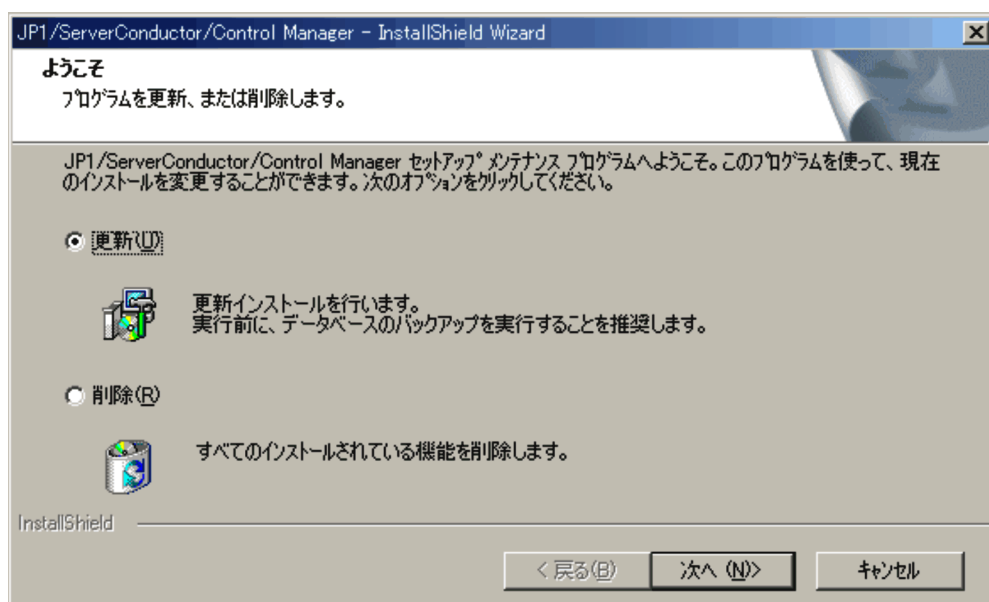 JP1/ServerConductor/Control Manager - InstallShield Wizard
ようこそ
プログラムを更新、または削除します。
JP1/ServerConductor/Control Manager セットアップ メンテナンス プログラムへようこそ。このプログラムを使って、現在
のインストールを変更することができます。次のオプションをクリックしてください。
更新(U)
更新インストールを行います。
実行前に、データベースのバックアップを実行することを推奨します。
削除(R)
すべてのインストールされている機能を削除します。
InstallShield
< 戻る(B) 次へ (N)> キャンセル